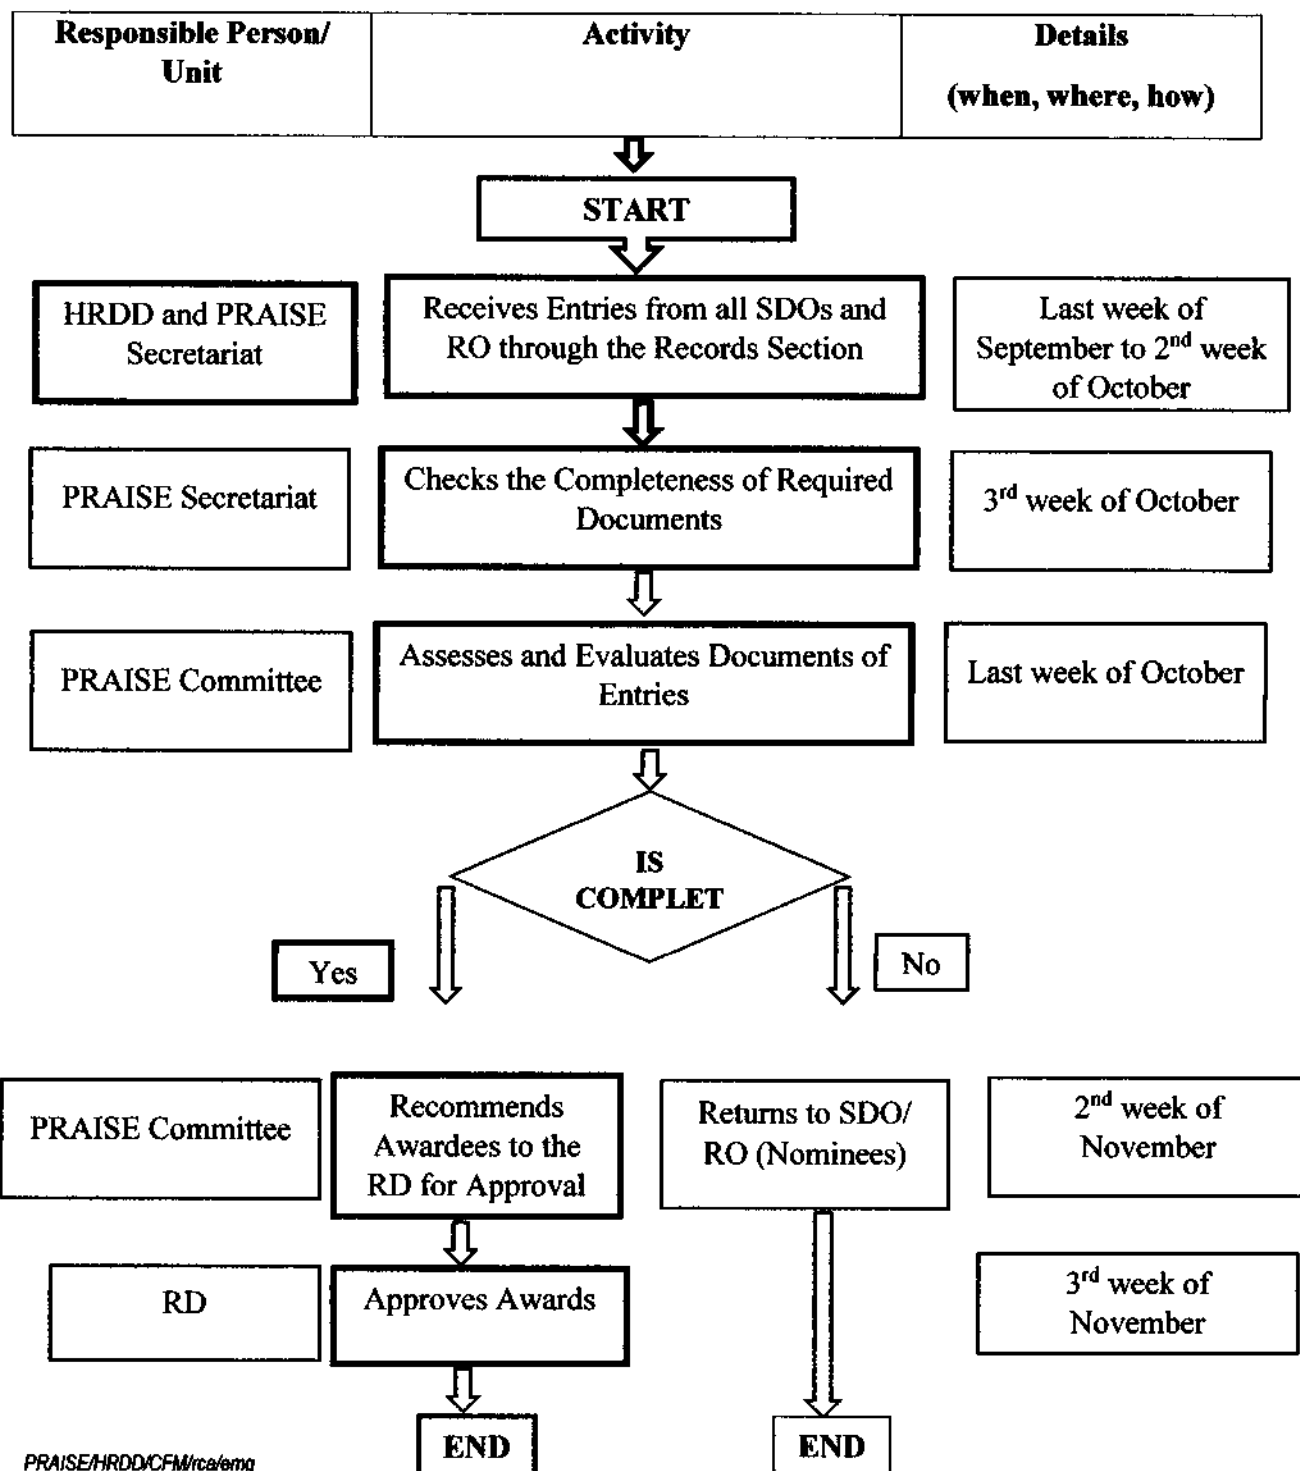 Responsible Person/
Unit
Activity
Details
(when, where, how)
START
HRDD and PRAISE
Secretariat
Receives Entries from all SDOs and
RO through the Records Section
Last week of
September to 2nd week
of October
PRAISE Secretariat
Checks the Completeness of Required
Documents
3rd week of October
PRAISE Committee
Assesses and Evaluates Documents of
Entries
Last week of October
IS
COMPLET
Yes
No
PRAISE Committee
Recommends
Awardees to the
RD for Approval
Returns to SDO/
RO (Nominees)
2nd week of
November
RD
Approves Awards
3rd week of
November
END
END
PRAISE/HRDD/CFM/rca/emg